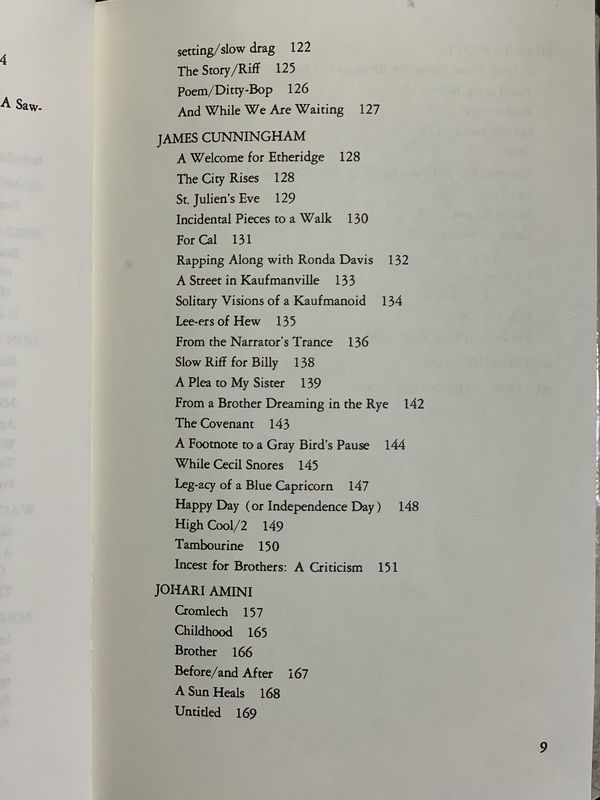 4
A Saw-
setting/slow drag 122
The Story/Riff 125
Poem/Ditty-Bop 126
And While We Are Waiting 127
JAMES CUNNINGHAM
A Welcome for Etheridge 128
The City Rises 128
St. Julien's Eve 129
Incidental Pieces to a Walk 130
For Cal 131
Rapping Along with Ronda Davis 132
A Street in Kaufmanville 133
Solitary Visions of a Kaufmanoid 134
Lee-ers of Hew 135
From the Narrator's Trance 136
Slow Riff for Billy 138
A Plea to My Sister 139
From a Brother Dreaming in the Rye 142
The Covenant 143
A Footnote to a Gray Bird's Pause 144
While Cecil Snores 145
Leg-acy of a Blue Capricorn 147
Happy Day (or Independence Day) 148
High Cool/2 149
Tambourine 150
Incest for Brothers: A Criticism 151
JOHARI AMINI
Cromlech 157
Childhood 165
Brother 166
Before/and After 167
A Sun Heals 168
Untitled 169
9